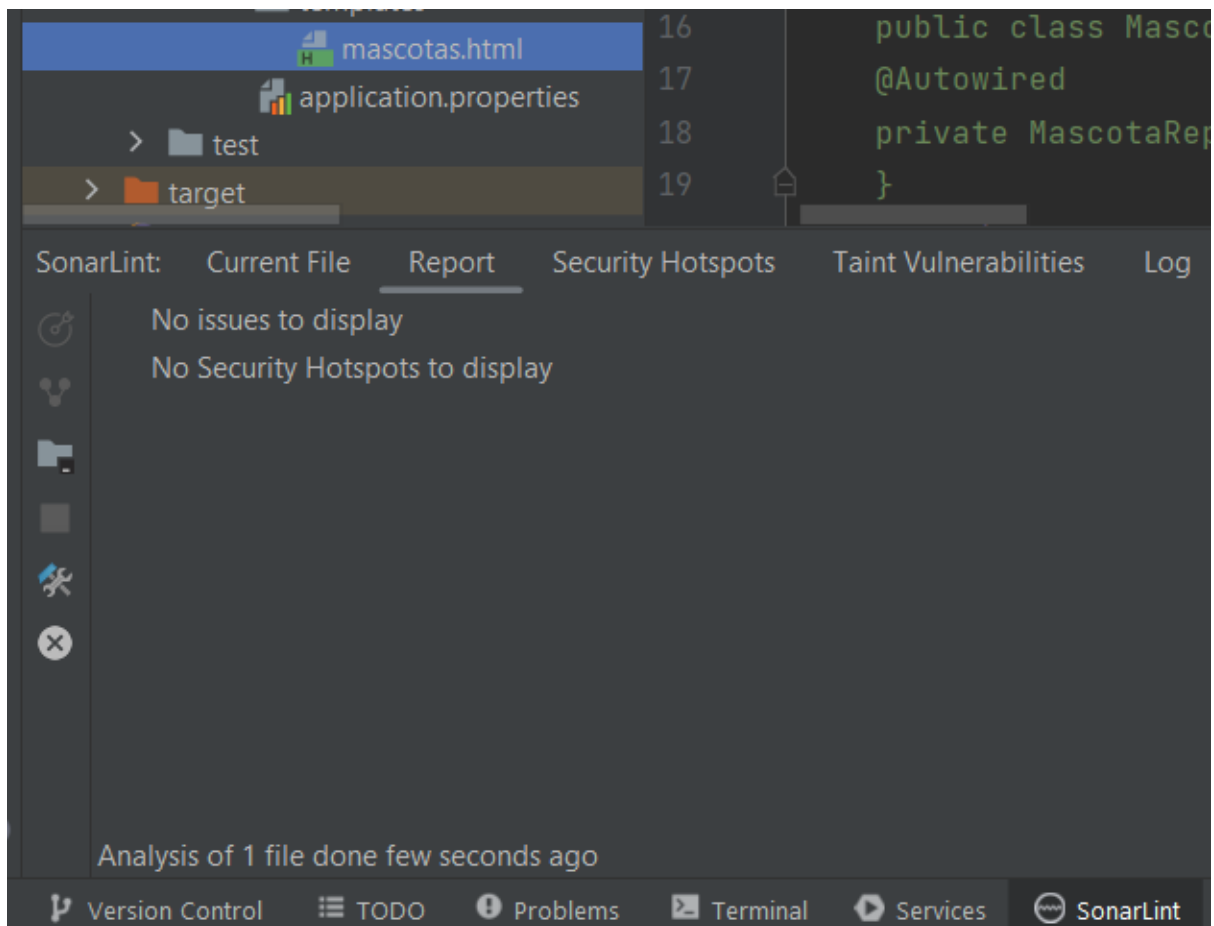 templates
mascotas.html
application.properties
test
target
16 public class Masco
17 @Autowired
18 private MascotaRep
19 }
SonarLint: Current File Report Security Hotspots Taint Vulnerabilities Log
No issues to display
No Security Hotspots to display
Analysis of 1 file done few seconds ago
Version Control TODO Problems Terminal Services SonarLint